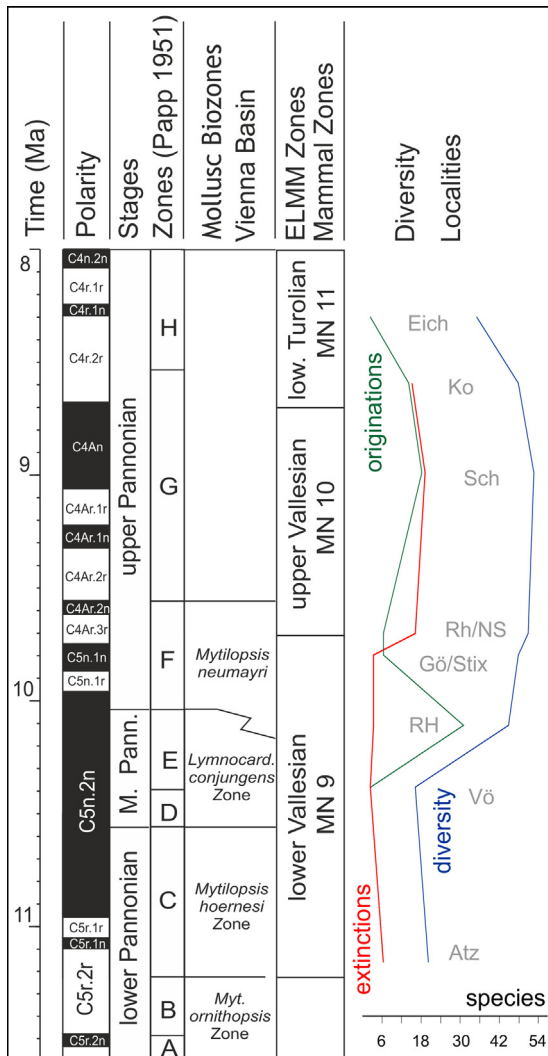 Time (Ma)
Polarity
Stages
Zones (Papp 1951)
Mollusc Biozones
Vienna Basin
ELMM Zones
Mammal Zones
Diversity
Localities
8
9
10
11
C4n.2n
C4r.1r
C4r.1n
C4r.2r
C4An
C4Ar.1r
C4Ar.1n
C4Ar.2r
C4Ar.2n
C4Ar.3r
C5n.1n
C5n.1r
C5n.2n
C5r.1r
C5r.1n
C5r.2r
C5r.2n
upper Pannonian
M. Pann.
lower Pannonian
H
G
F
E
D
C
B
A
Mytilopsis
neumayri
Lymnocard.
conjungens
Zone
Mytilopsis
hoernesi
Zone
Myt.
ornithopsis
Zone
low. Turolian
MN 11
upper Vallesian
MN 10
lower Vallesian
MN 9
originations
extinctions
diversity
Eich
Ko
Sch
Rh/NS
Gö/Stix
RH
Vö
Atz
species
6 18 30 42 54